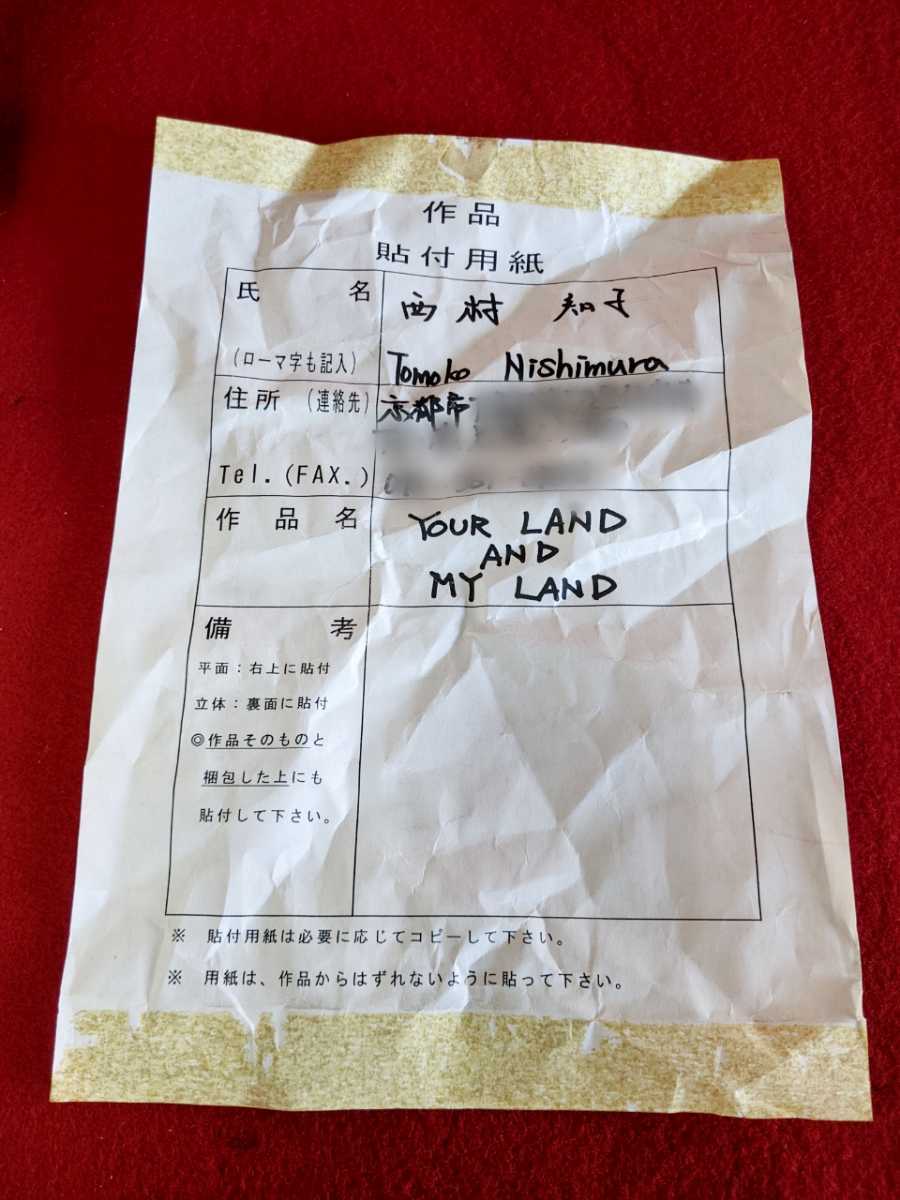 作品
貼付用紙
氏 名
西村 知子
(ローマ字も記入)
Tomoko Nishimura
住所 (連絡先)
京都市
Tel.(FAX.)
作 品 名
YOUR LAND
AND
MY LAND
備 考
平面:右上に貼付
立体:裏面に貼付
◎作品そのものと
梱包した上にも
貼付して下さい。
※ 貼付用紙は必要に応じてコピーして下さい。
※ 用紙は、作品からはずれないように貼って下さい。